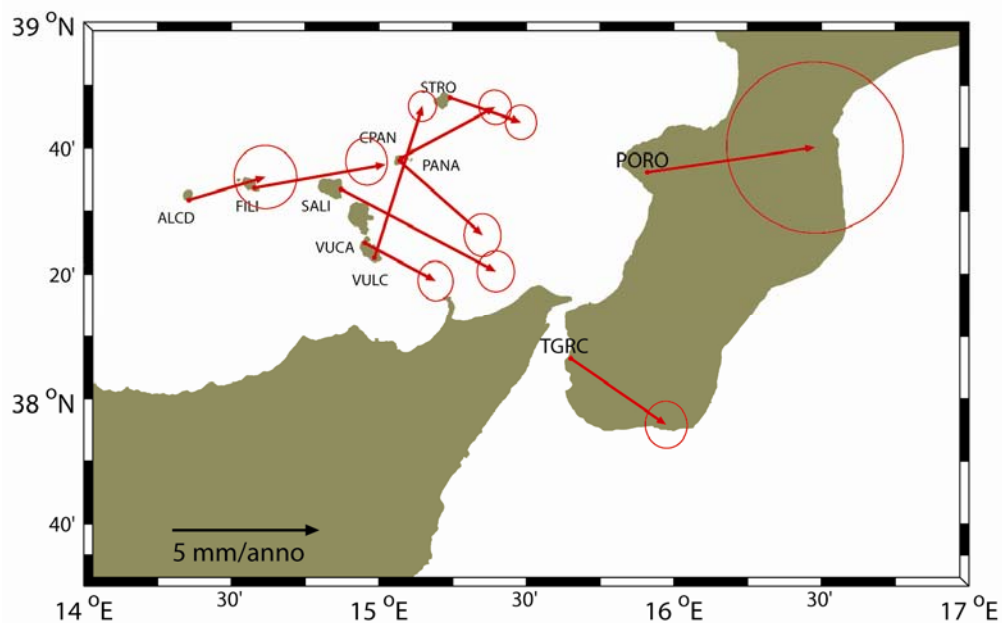 39 °N
STRO
40'
CPAN
PANA
PORO
ALCD
FILI
SALI
VUCA
20'
VULC
TGRC
38 °N
40'
5 mm/anno
14 °E
30'
15 °E
30'
16 °E
30'
17 °E